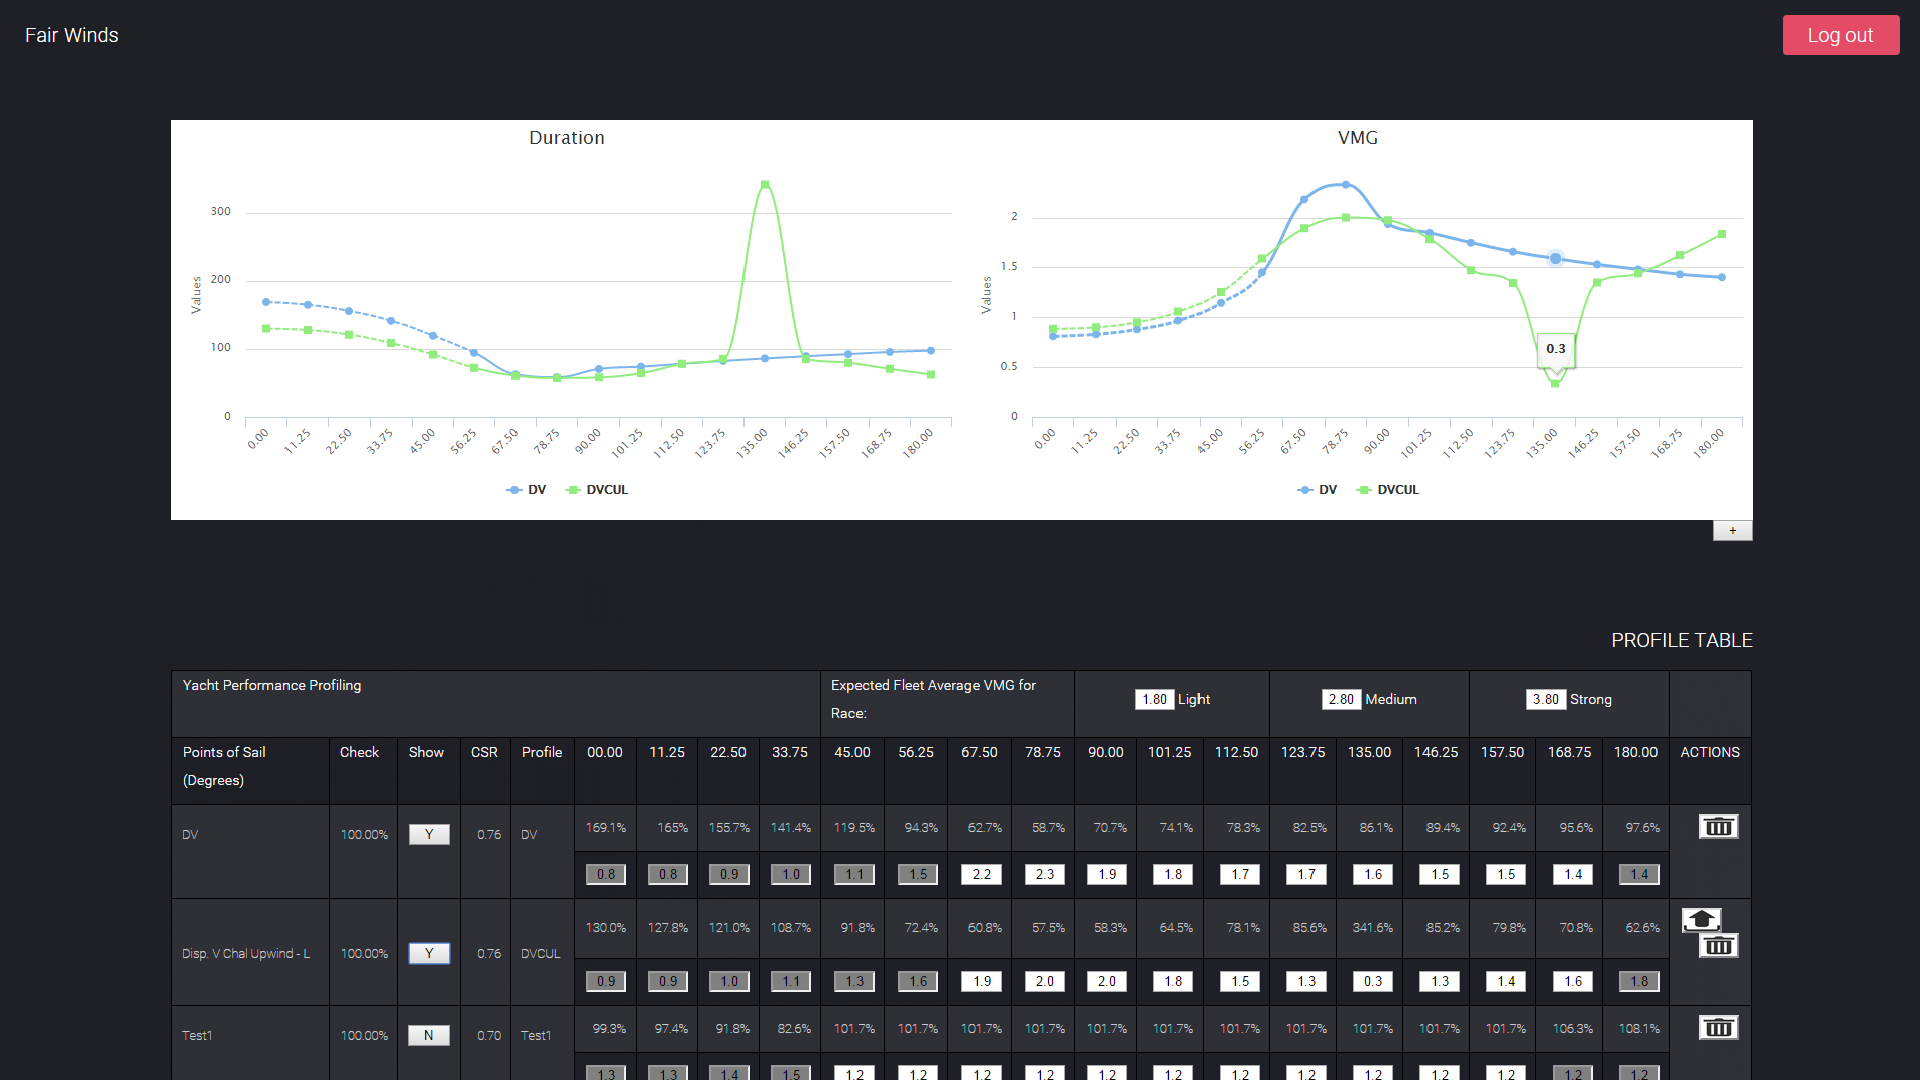 Fair Winds
Log out
Duration
Values
300
200
100
0
0.00 11.25 22.50 33.75 45.00 56.25 67.50 78.75 90.00 101.25 112.50 123.75 135.00 146.25 157.50 168.75 180.00
DV DVCUL
VMG
Values
2
1.5
1
0.5
0
0.3
0.00 11.25 22.50 33.75 45.00 56.25 67.50 78.75 90.00 101.25 112.50 123.75 135.00 146.25 157.50 168.75 180.00
DV DVCUL
+
PROFILE TABLE
Yacht Performance Profiling
Expected Fleet Average VMG for
Race:
1.80 Light
2.80 Medium
3.80 Strong
Points of Sail
(Degrees)
Check Show CSR Profile 00.00 11.25 22.50 33.75 45.00 56.25 67.50 78.75 90.00 101.25 112.50 123.75 135.00 146.25 157.50 168.75 180.00 ACTIONS
DV 100.00% Y 0.76 DV
169.1% 165% 155.7% 141.4% 119.5% 94.3% 62.7% 58.7% 70.7% 74.1% 78.3% 82.5% 86.1% 89.4% 92.4% 95.6% 97.6%
0.8 0.8 0.9 1.0 1.1 1.5 2.2 2.3 1.9 1.8 1.7 1.7 1.6 1.5 1.5 1.4 1.4
Disp. V Chal Upwind - L 100.00% Y 0.76 DVCUL
130.0% 127.8% 121.0% 108.7% 91.8% 72.4% 60.8% 57.5% 58.3% 64.5% 78.1% 85.6% 341.6% 85.2% 79.8% 70.8% 62.6%
0.9 0.9 1.0 1.1 1.3 1.6 1.9 2.0 2.0 1.8 1.5 1.3 0.3 1.3 1.4 1.6 1.8
Test1 100.00% N 0.70 Test1
99.3% 97.4% 91.8% 82.6% 101.7% 101.7% 101.7% 101.7% 101.7% 101.7% 101.7% 101.7% 101.7% 101.7% 101.7% 106.3% 108.1%
1.3 1.3 1.4 1.5 1.2 1.2 1.2 1.2 1.2 1.2 1.2 1.2 1.2 1.2 1.2 1.2 1.2